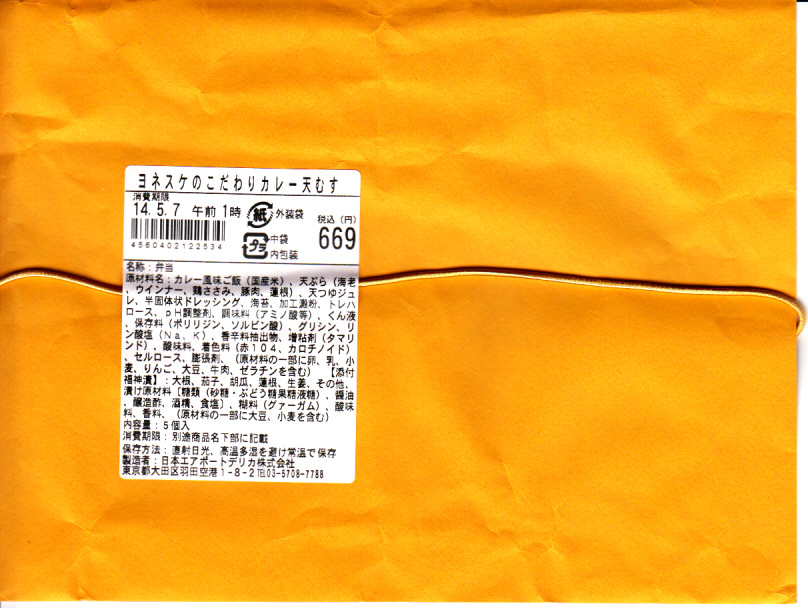 ヨネスケのこだわりカレー天むす
消費期限
14.5.7 午前1時
紙 外装袋
税込(円)
669
4560402122534
プラ 中袋
内包装
名称:弁当
原材料名:カレー風味ご飯(国産米)、天ぷら(海老
、ウインナー、鶏ささみ、豚肉、蓮根)、天つゆジュ
レ、半固体状ドレッシング、海苔、加工澱粉、トレハ
ロース、pH調整剤、調味料(アミノ酸等)、くん液
、保存料(ポリリジン、ソルビン酸)、グリシン、リ
ン酸塩(Na、K)、香辛料抽出物、増粘剤(タマリ
ンド)、酸味料、着色料(赤104、カロチノイド)
、セルロース、膨張剤、(原材料の一部に卵、乳、小
麦、りんご、大豆、牛肉、ゼラチンを含む) 【添付
福神漬】:大根、茄子、胡瓜、蓮根、生姜、その他、
漬け原材料〔糖類(砂糖・ぶどう糖果糖液糖)、醤油
、醸造酢、酒精、食塩〕、糊料(グァーガム)、酸味
料、香料、(原材料の一部に大豆、小麦を含む)
内容量:5個入
消費期限:別途商品名下部に記載
保存方法:直射日光、高温多湿を避け常温で保存
製造者:日本エアポートデリカ株式会社
東京都大田区羽田空港1-8-2TEL03-5708-7788